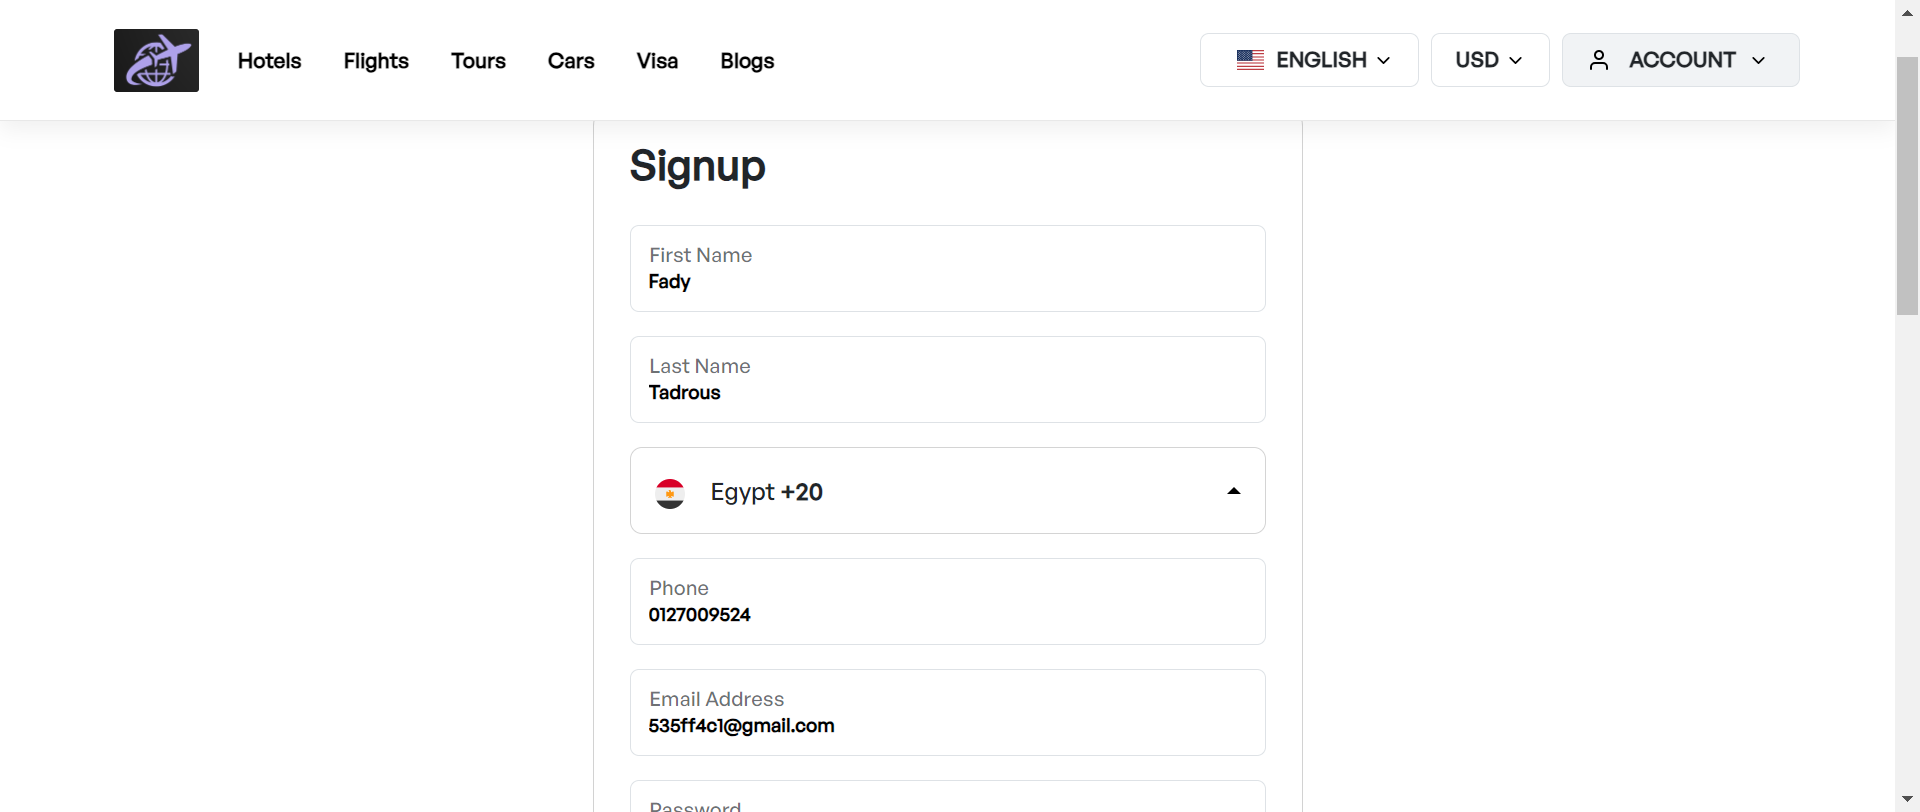 Hotels Flights Tours Cars Visa Blogs ENGLISH USD ACCOUNT
Signup
First Name
Fady
Last Name
Tadrous
Egypt +20
Phone
0127009524
Email Address
535ff4c1@gmail.com
Password